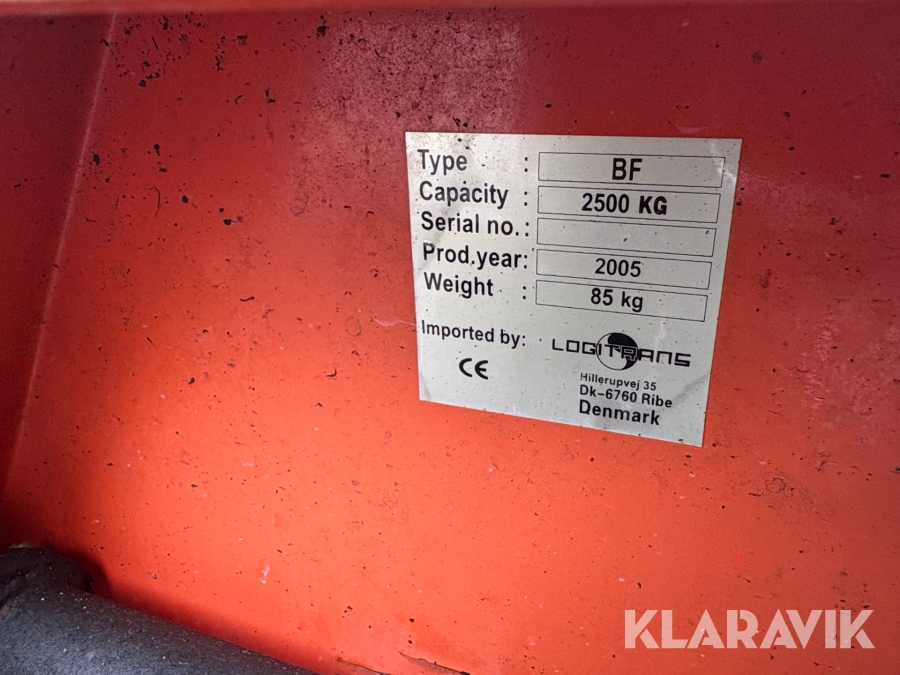 Type : BF
Capacity : 2500 KG
Serial no. :
Prod.year: 2005
Weight : 85 kg
Imported by: LOGITRANS
CE
Hillerupvej 35
Dk-6760 Ribe
Denmark
KLARAVIK